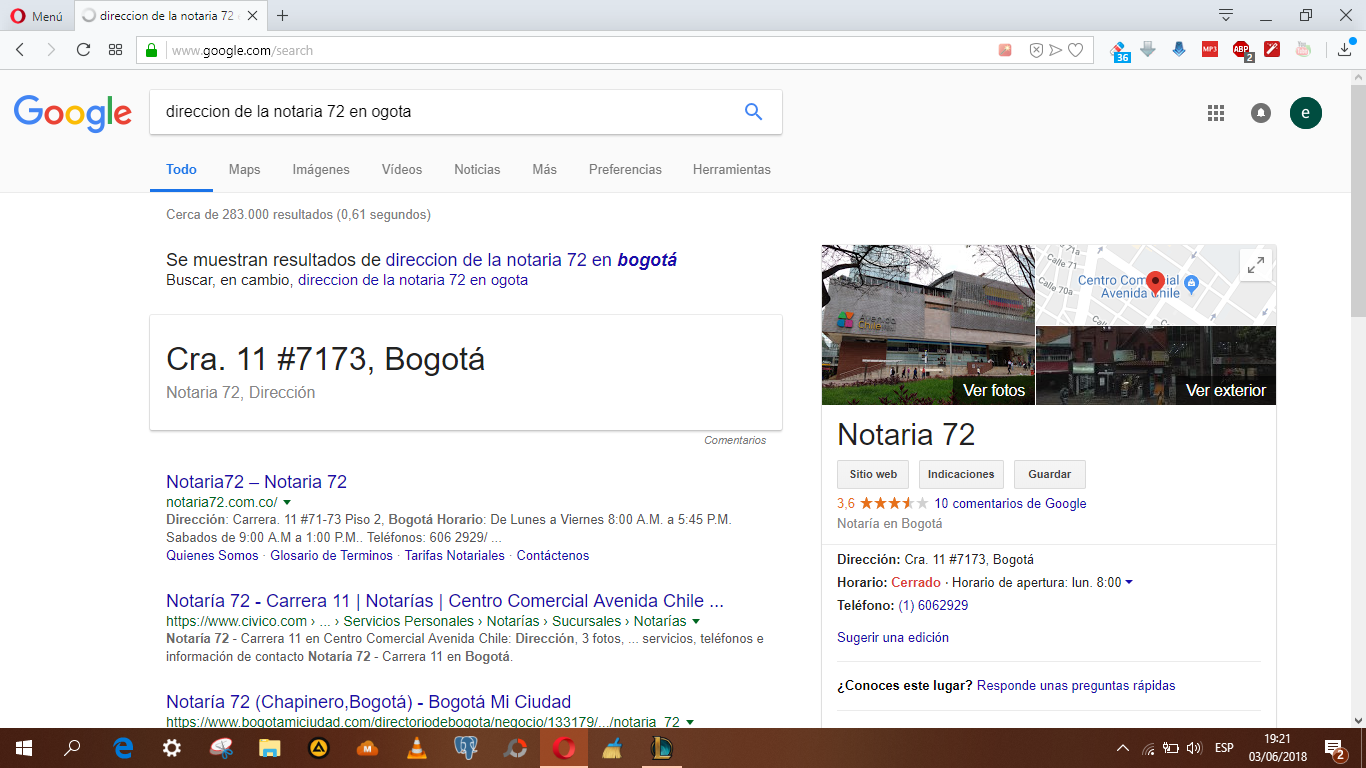 Menú
direccion de la notaria 72
www.google.com/search
36
MP3
ABP
2
Google
direccion de la notaria 72 en ogota
e
Todo
Maps
Imágenes
Vídeos
Noticias
Más
Preferencias
Herramientas
Cerca de 283.000 resultados (0,61 segundos)
Se muestran resultados de direccion de la notaria 72 en bogotá
Buscar, en cambio, direccion de la notaria 72 en ogota
Cra. 11 #7173, Bogotá
Notaria 72, Dirección
Comentarios
Notaria72 – Notaria 72
notaria72.com.co/
Dirección: Carrera. 11 #71-73 Piso 2, Bogotá Horario: De Lunes a Viernes 8:00 A.M. a 5:45 P.M.
Sabados de 9:00 A.M a 1:00 P.M.. Teléfonos: 606 2929/ ...
Quienes Somos · Glosario de Terminos · Tarifas Notariales · Contáctenos
Notaría 72 - Carrera 11 | Notarías | Centro Comercial Avenida Chile ...
https://www.civico.com › ... › Servicios Personales › Notarías › Sucursales › Notarías
Notaría 72 - Carrera 11 en Centro Comercial Avenida Chile: Dirección, 3 fotos, ... servicios, teléfonos e
información de contacto Notaría 72 - Carrera 11 en Bogotá.
Notaría 72 (Chapinero,Bogotá) - Bogotá Mi Ciudad
https://www.bogotamiciudad.com/directoriodebogota/negocio/133179/.../notaria_72
Avenida
Chile
Ver fotos
Calle 71a
Calle 71
Centro Comercial
Avenida Chile
Calle 70a
Ver exterior
Notaria 72
Sitio web
Indicaciones
Guardar
3,6 10 comentarios de Google
Notaría en Bogotá
Dirección: Cra. 11 #7173, Bogotá
Horario: Cerrado · Horario de apertura: lun. 8:00
Teléfono: (1) 6062929
Sugerir una edición
¿Conoces este lugar? Responde unas preguntas rápidas
ESP
19:21
03/06/2018
2